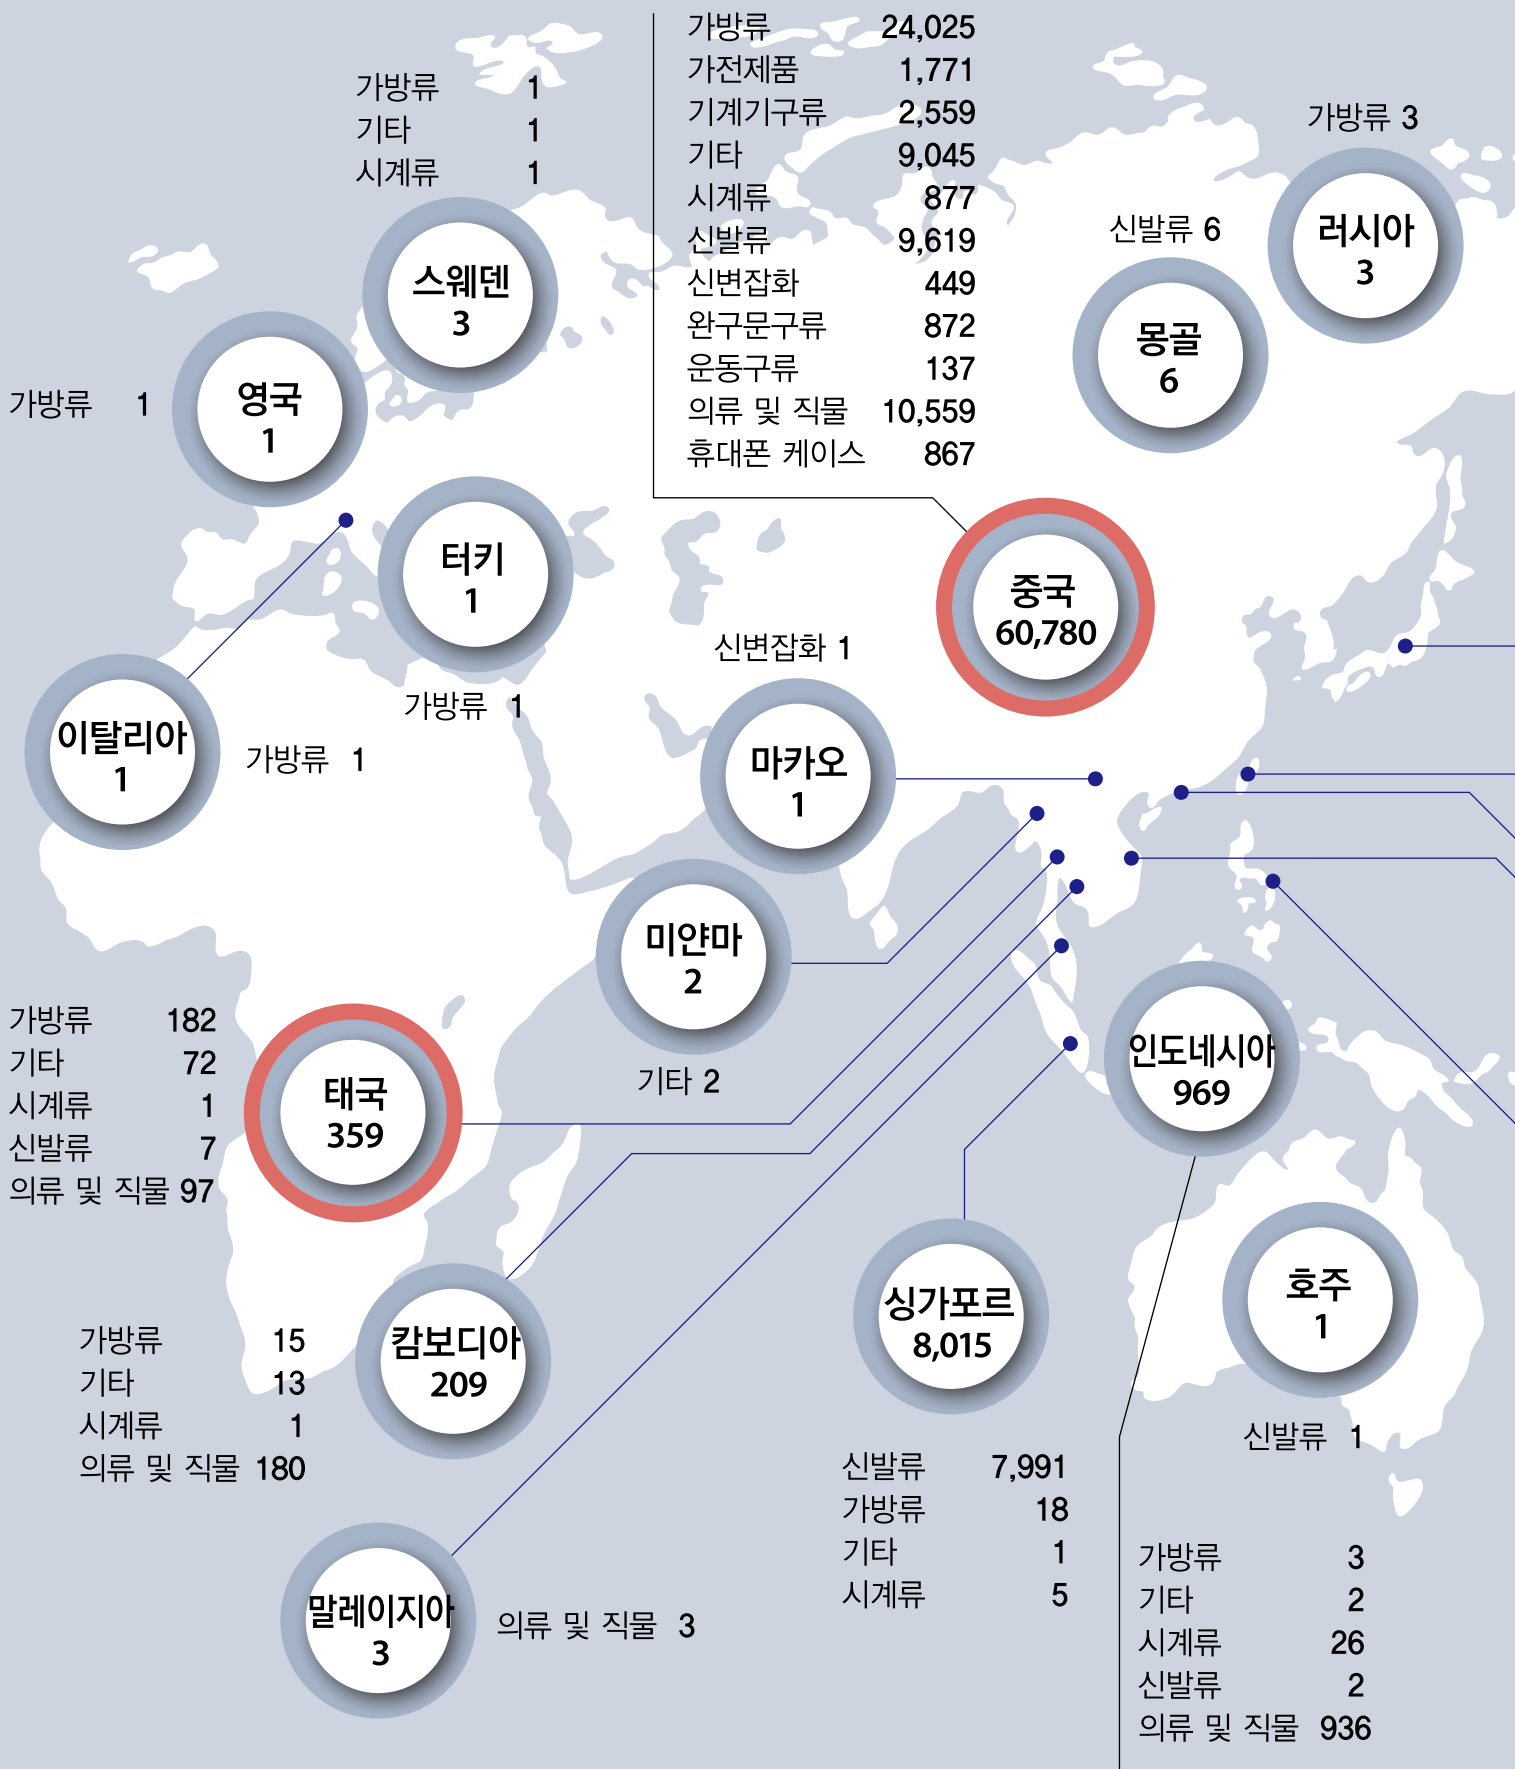 가방류 24,025
가전제품 1,771
기계기구류 2,559
기타 9,045
시계류 877
신발류 9,619
신변잡화 449
완구문구류 872
운동구류 137
의류 및 직물 10,559
휴대폰 케이스 867
중국
60,780
가방류 1
기타 1
시계류 1
스웨덴
3
가방류 3
러시아
3
신발류 6
몽골
6
가방류 1
영국
1
터키
1
가방류 1
이탈리아
1
가방류 1
신변잡화 1
마카오
1
미얀마
2
기타 2
가방류 182
기타 72
시계류 1
신발류 7
의류 및 직물 97
태국
359
인도네시아
969
가방류 3
기타 2
시계류 26
신발류 2
의류 및 직물 936
호주
1
신발류 1
싱가포르
8,015
신발류 7,991
가방류 18
기타 1
시계류 5
가방류 15
기타 13
시계류 1
의류 및 직물 180
캄보디아
209
말레이지아
3
의류 및 직물 3